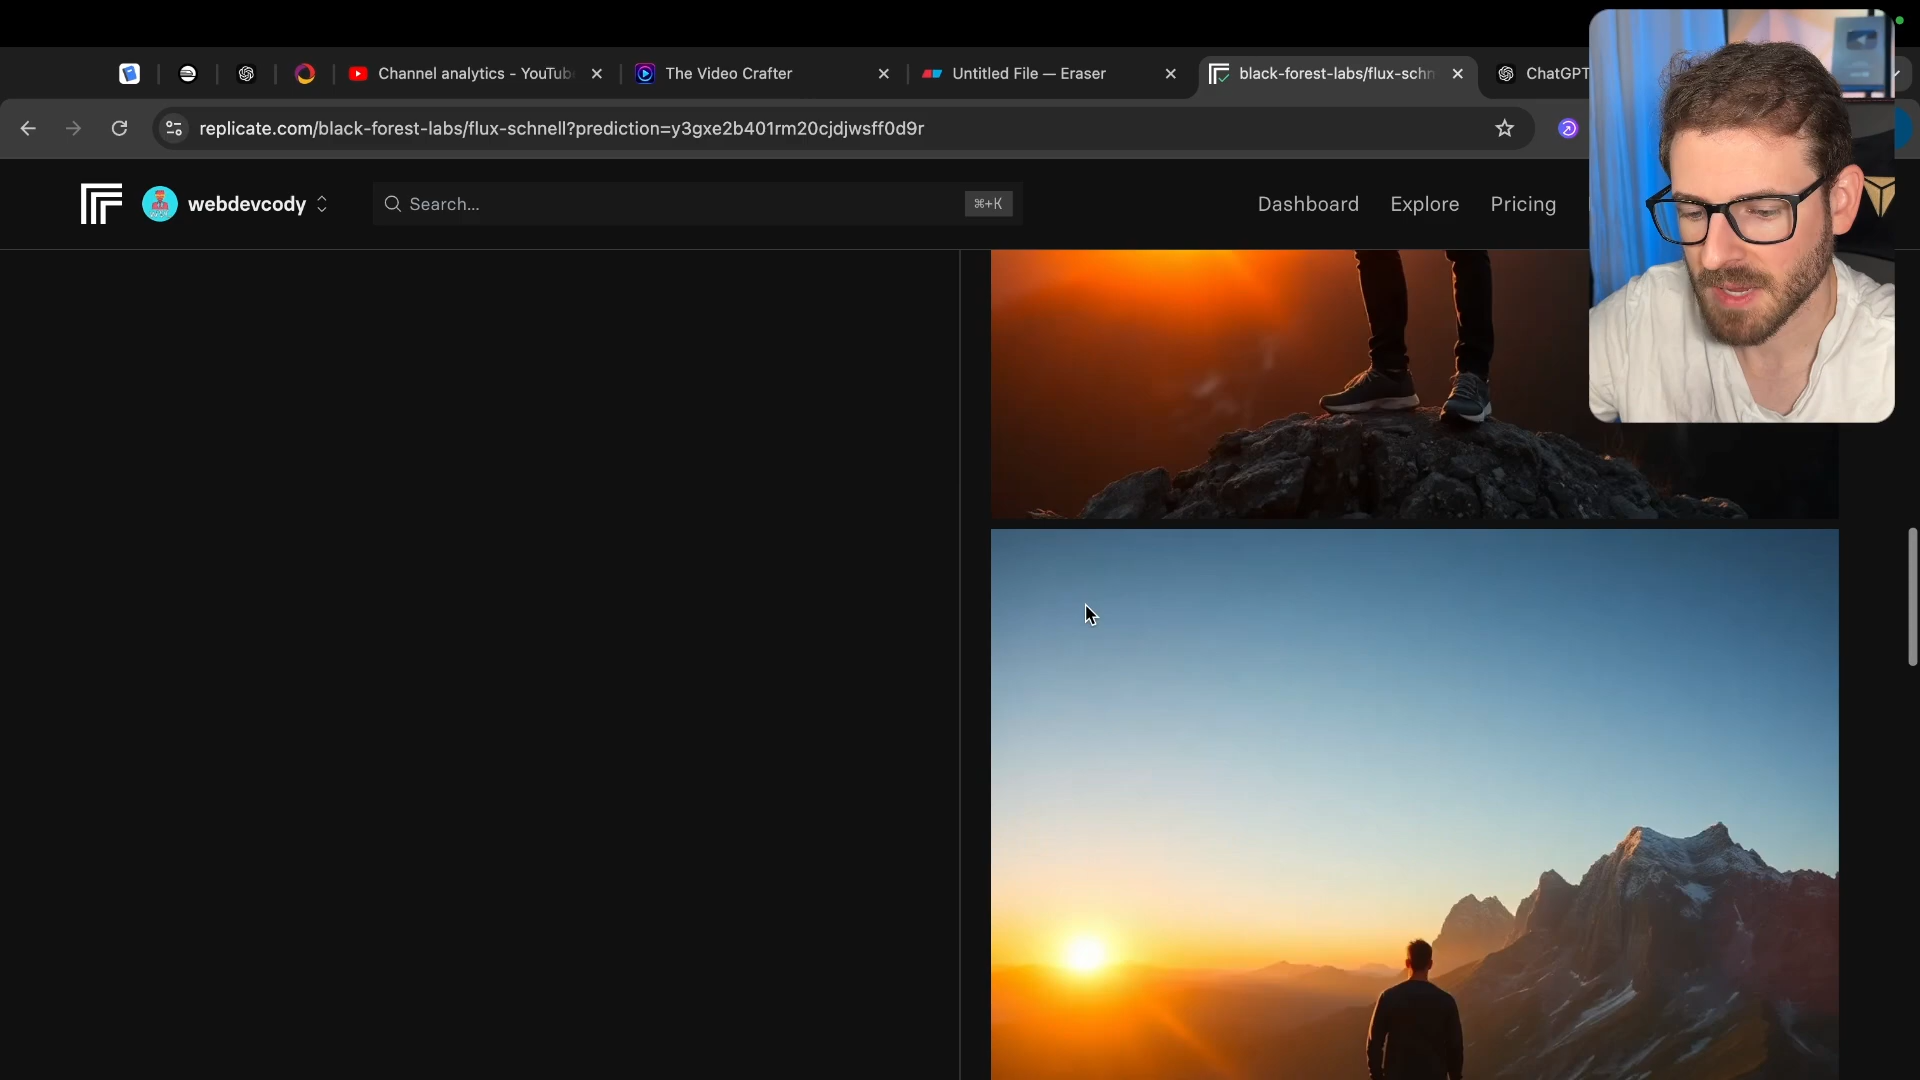 Channel analytics - YouTub
The Video Crafter
Untitled File — Eraser
black-forest-labs/flux-schn
ChatGPT
replicate.com/black-forest-labs/flux-schnell?prediction=y3gxe2b401rm20cjdjwsff0d9r
webdevcody
Search...
⌘+K
Dashboard
Explore
Pricing